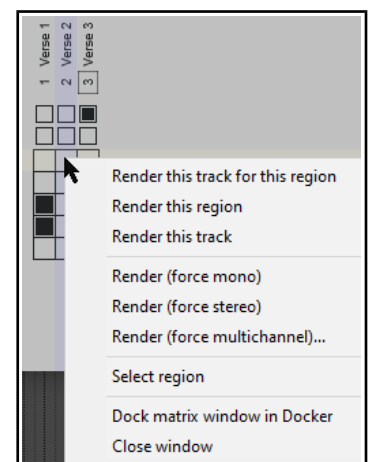 1 Verse 1
2 Verse 2
3 Verse 3
Render this track for this region
Render this region
Render this track
Render (force mono)
Render (force stereo)
Render (force multichannel)...
Select region
Dock matrix window in Docker
Close window